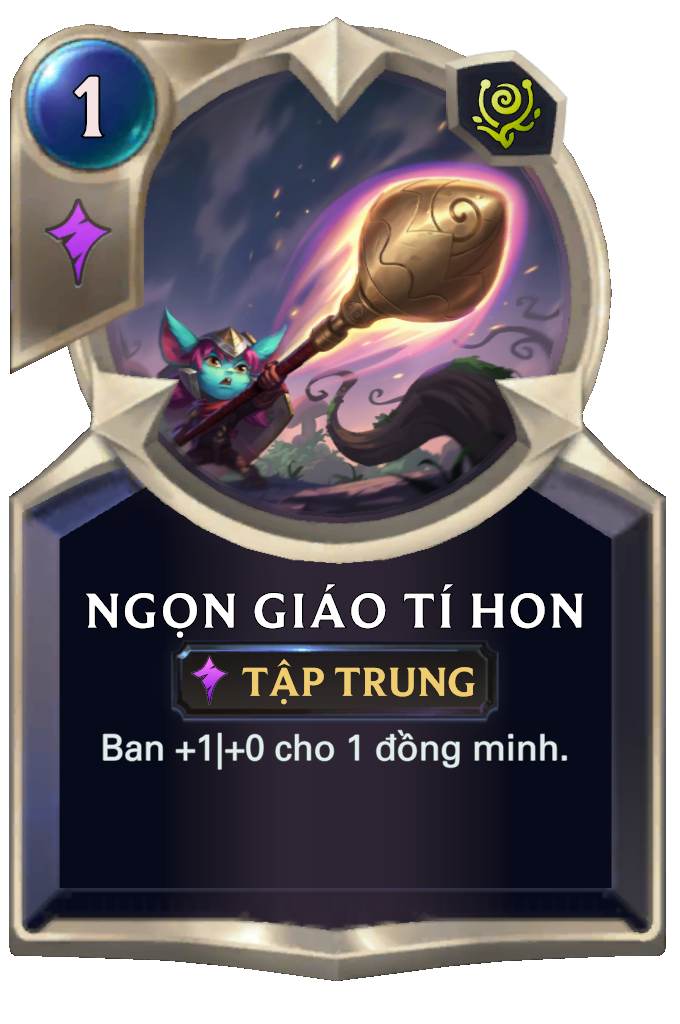 1
NGỌN GIÁO TÍ HON
TẬP TRUNG
Ban +1|+0 cho 1 đồng minh.